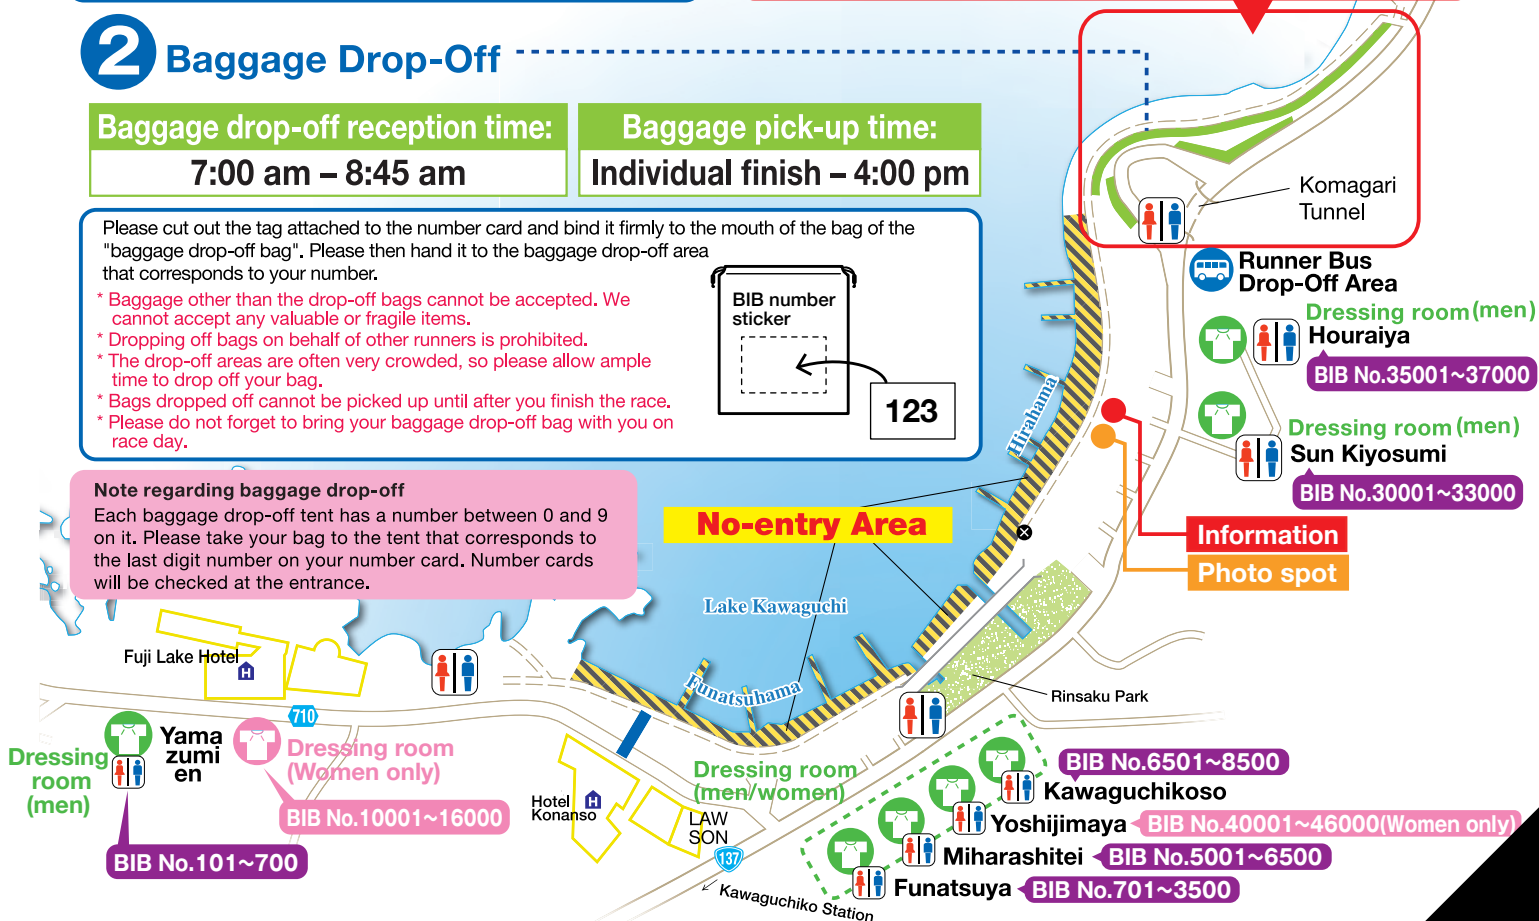 2 Baggage Drop-Off
Baggage drop-off reception time:
7:00 am – 8:45 am
Baggage pick-up time:
Individual finish – 4:00 pm
Please cut out the tag attached to the number card and bind it firmly to the mouth of the bag of the
"baggage drop-off bag". Please then hand it to the baggage drop-off area
that corresponds to your number.
* Baggage other than the drop-off bags cannot be accepted. We
cannot accept any valuable or fragile items.
* Dropping off bags on behalf of other runners is prohibited.
* The drop-off areas are often very crowded, so please allow ample
time to drop off your bag.
* Bags dropped off cannot be picked up until after you finish the race.
* Please do not forget to bring your baggage drop-off bag with you on
race day.
BIB number
sticker
123
Note regarding baggage drop-off
Each baggage drop-off tent has a number between 0 and 9
on it. Please take your bag to the tent that corresponds to
the last digit number on your number card. Number cards
will be checked at the entrance.
Komagari
Tunnel
Runner Bus
Drop-Off Area
Dressing room (men)
Houraiya
BIB No.35001~37000
Dressing room (men)
Sun Kiyosumi
BIB No.30001~33000
Information
Photo spot
Hirahama
No-entry Area
Lake Kawaguchi
Funatsuhama
Rinsaku Park
Fuji Lake Hotel
H
710
Dressing
room
(men)
Yama
zumi
en
BIB No.101~700
Dressing room
(Women only)
BIB No.10001~16000
Hotel
Konanso
H
LAW
SON
137
Kawaguchiko Station
Dressing room
(men/women)
BIB No.6501~8500
Kawaguchikoso
Yoshijimaya
BIB No.40001~46000(Women only)
Miharashitei
BIB No.5001~6500
Funatsuya
BIB No.701~3500